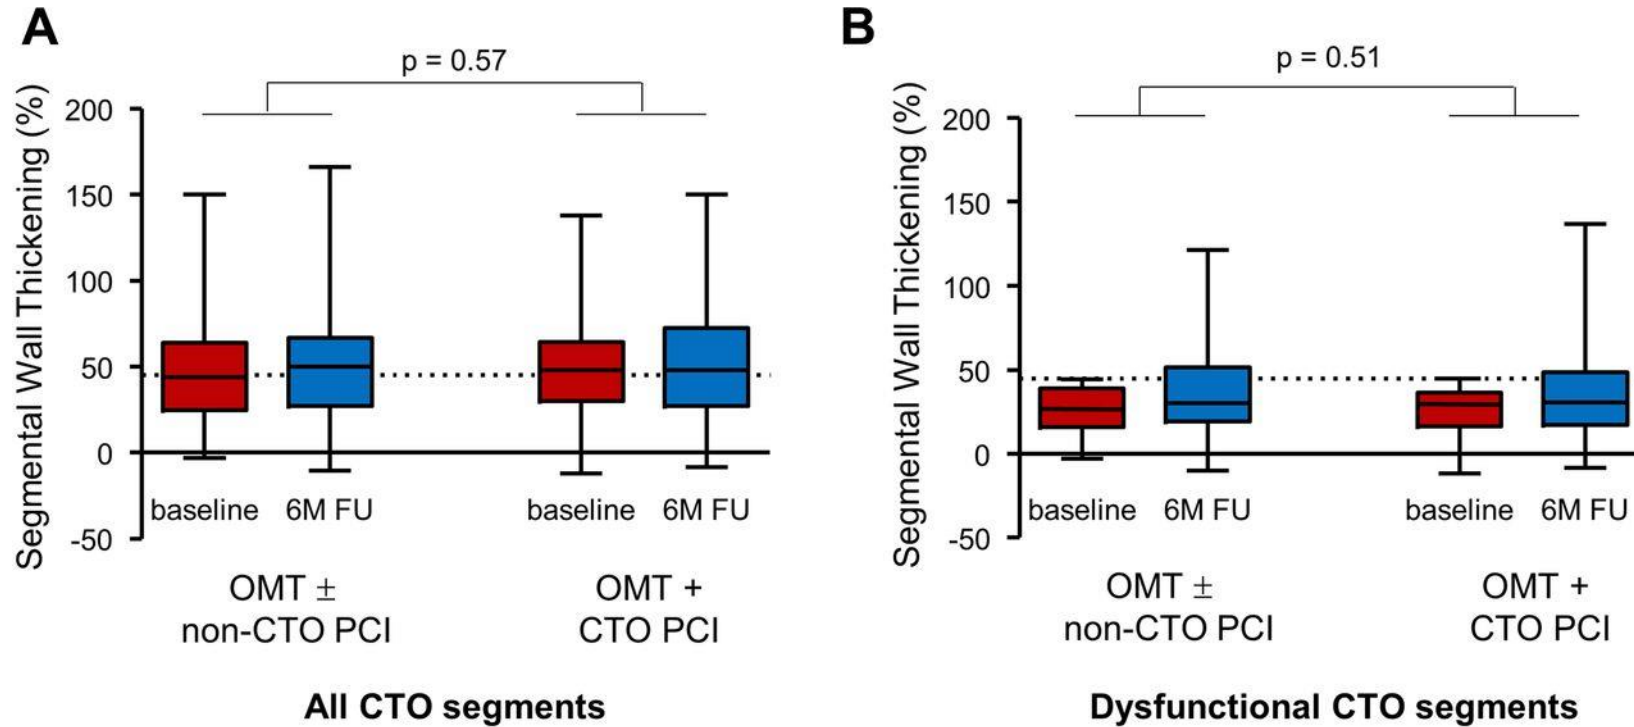 A
p = 0.57
Segmental Wall Thickening (%)
200
150
100
50
0
-50
baseline 6M FU baseline 6M FU
OMT ±
non-CTO PCI
OMT +
CTO PCI
All CTO segments
B
p = 0.51
Segmental Wall Thickening (%)
200
150
100
50
0
-50
baseline 6M FU baseline 6M FU
OMT ±
non-CTO PCI
OMT +
CTO PCI
Dysfunctional CTO segments